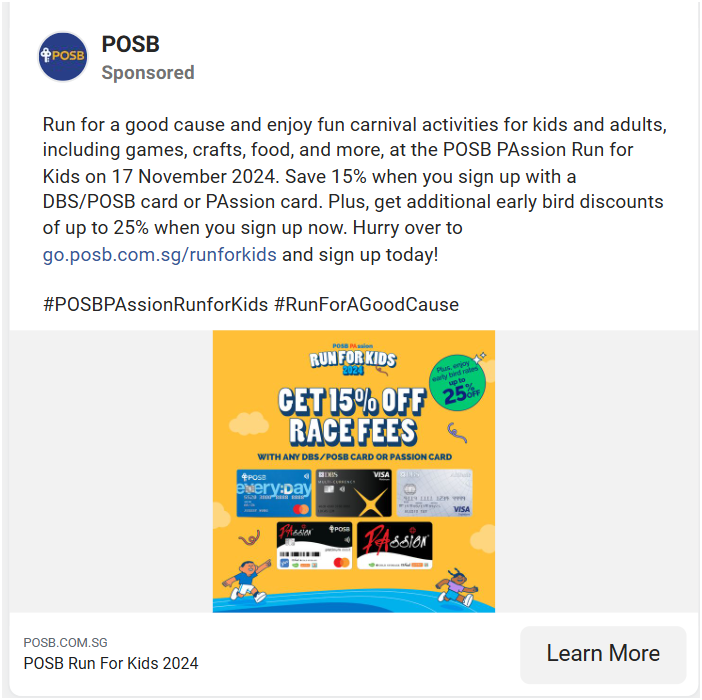 POSB
POSB
Sponsored
Run for a good cause and enjoy fun carnival activities for kids and adults,
including games, crafts, food, and more, at the POSB PAssion Run for
Kids on 17 November 2024. Save 15% when you sign up with a
DBS/POSB card or PAssion card. Plus, get additional early bird discounts
of up to 25% when you sign up now. Hurry over to
go.posb.com.sg/runforkids and sign up today!
#POSBPAssionRunforKids #RunForAGoodCause
POSB PAssion
RUN FOR KIDS
2024
Plus, enjoy
early bird rates
up to
25% OFF
GET 15% OFF
RACE FEES
WITH ANY DBS/POSB CARD OR PASSION CARD
POSB
everyday
DBS
VISA
Platinum
MULTI-CURRENCY
VISA
PAssion
POSB
PAssion
POSB.COM.SG
POSB Run For Kids 2024
Learn More